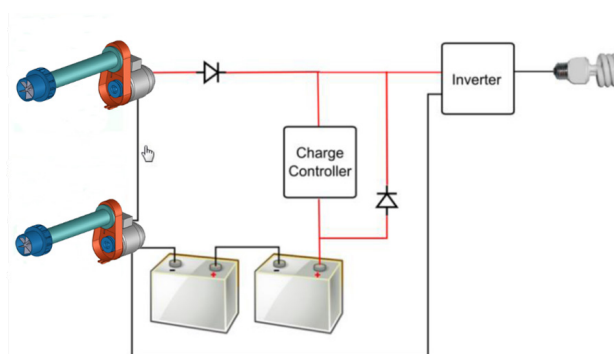 Inverter
Charge
Controller
-
+
-
+